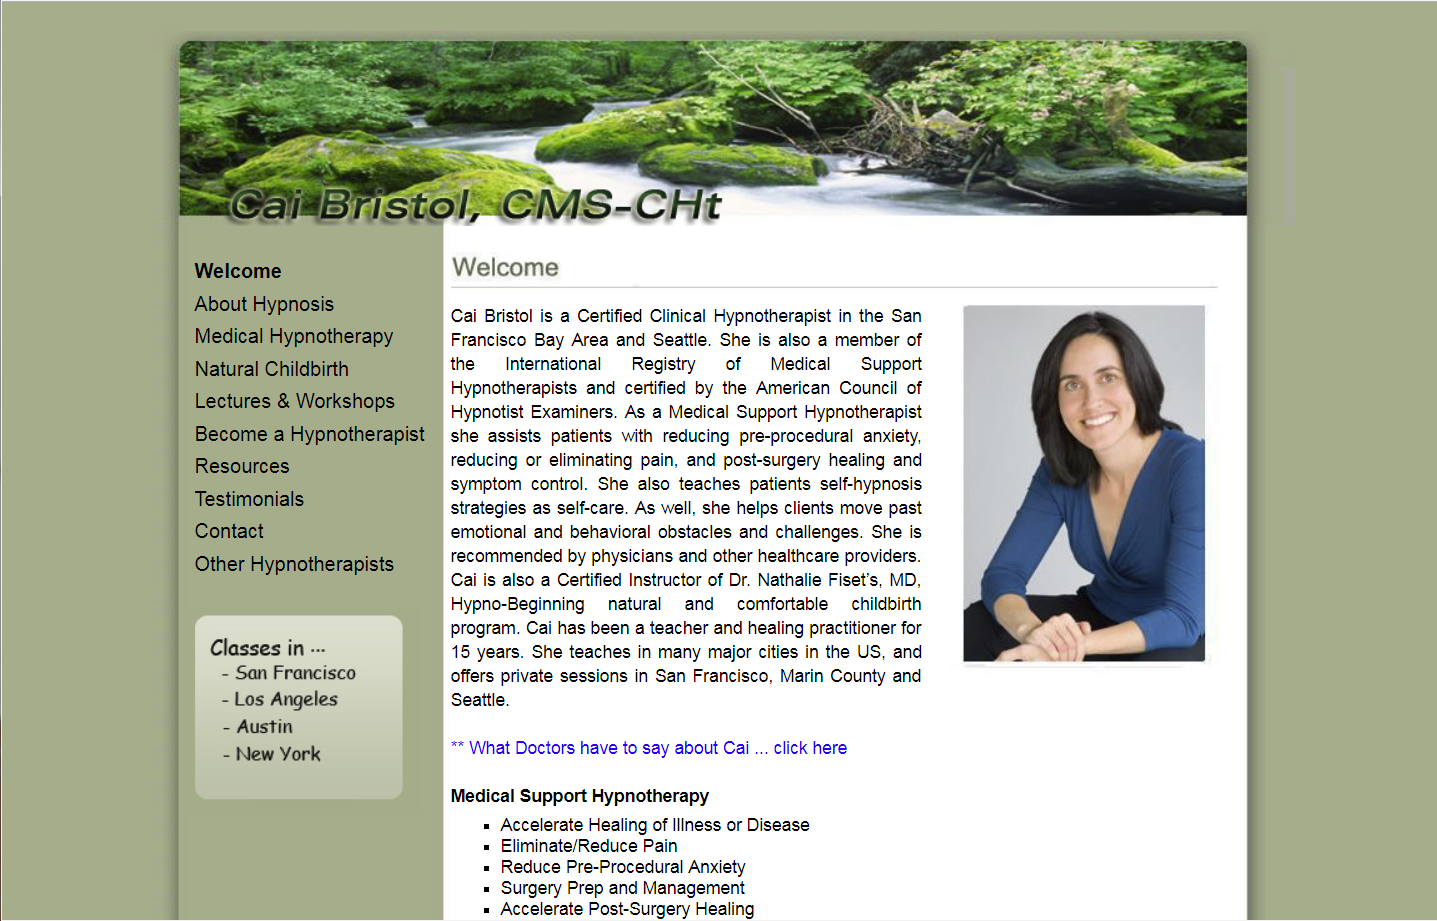 Cai Bristol, CMS-CHt
Welcome
About Hypnosis
Medical Hypnotherapy
Natural Childbirth
Lectures & Workshops
Become a Hypnotherapist
Resources
Testimonials
Contact
Other Hypnotherapists
Classes in ...
- San Francisco
- Los Angeles
- Austin
- New York
Welcome
Cai Bristol is a Certified Clinical Hypnotherapist in the San
Francisco Bay Area and Seattle. She is also a member of
the International Registry of Medical Support
Hypnotherapists and certified by the American Council of
Hypnotist Examiners. As a Medical Support Hypnotherapist
she assists patients with reducing pre-procedural anxiety,
reducing or eliminating pain, and post-surgery healing and
symptom control. She also teaches patients self-hypnosis
strategies as self-care. As well, she helps clients move past
emotional and behavioral obstacles and challenges. She is
recommended by physicians and other healthcare providers.
Cai is also a Certified Instructor of Dr. Nathalie Fiset's, MD,
Hypno-Beginning natural and comfortable childbirth
program. Cai has been a teacher and healing practitioner for
15 years. She teaches in many major cities in the US, and
offers private sessions in San Francisco, Marin County and
Seattle.
** What Doctors have to say about Cai ... click here
Medical Support Hypnotherapy
▪ Accelerate Healing of Illness or Disease
▪ Eliminate/Reduce Pain
▪ Reduce Pre-Procedural Anxiety
▪ Surgery Prep and Management
▪ Accelerate Post-Surgery Healing